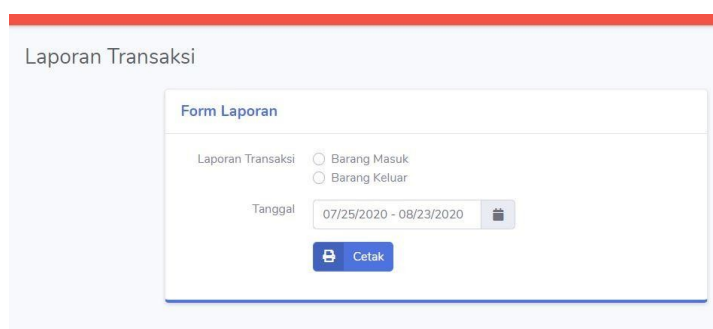 Laporan Transaksi
Form Laporan
Laporan Transaksi Barang Masuk
Barang Keluar
Tanggal 07/25/2020 - 08/23/2020
Cetak